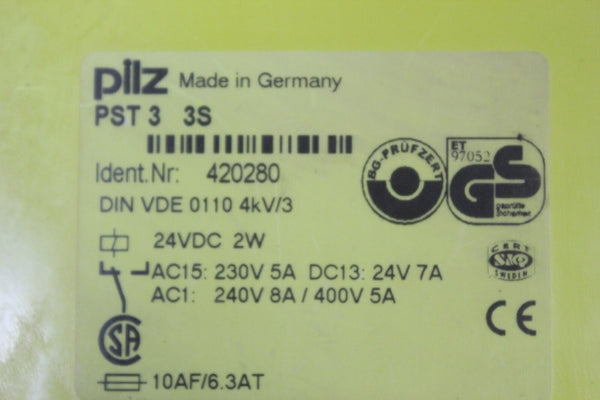 pilz Made in Germany
PST 3 3S
Ident.Nr: 420280
DIN VDE 0110 4kV/3
24VDC 2W
AC15: 230V 5A DC13: 24V 7A
AC1: 240V 8A / 400V 5A
10AF/6.3AT
BG-PRÜFZERT
ET
97052
GS
geprüfte
Sicherheit
CERT
SWEDEN
CE
SA